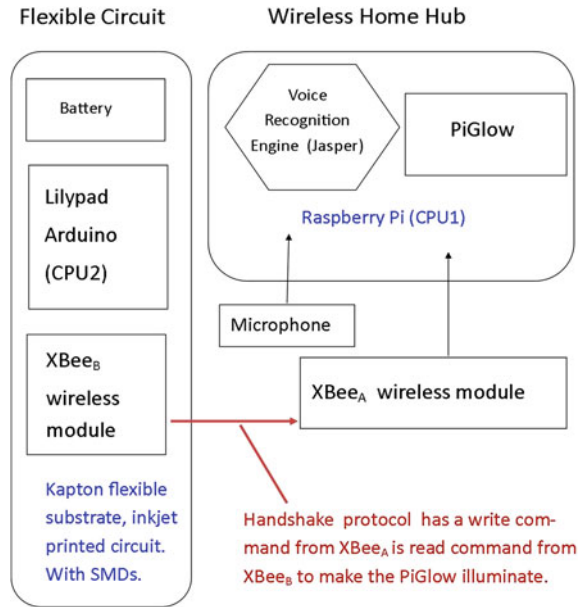 Flexible Circuit
Wireless Home Hub
Battery
Lilypad
Arduino
(CPU2)
XBeeB
wireless
module
Kapton flexible
substrate, inkjet
printed circuit.
With SMDs.
Voice
Recognition
Engine (Jasper)
PiGlow
Raspberry Pi (CPU1)
Microphone
XBeeA wireless module
Handshake protocol has a write com-
mand from XBeeA is read command from
XBeeB to make the PiGlow illuminate.